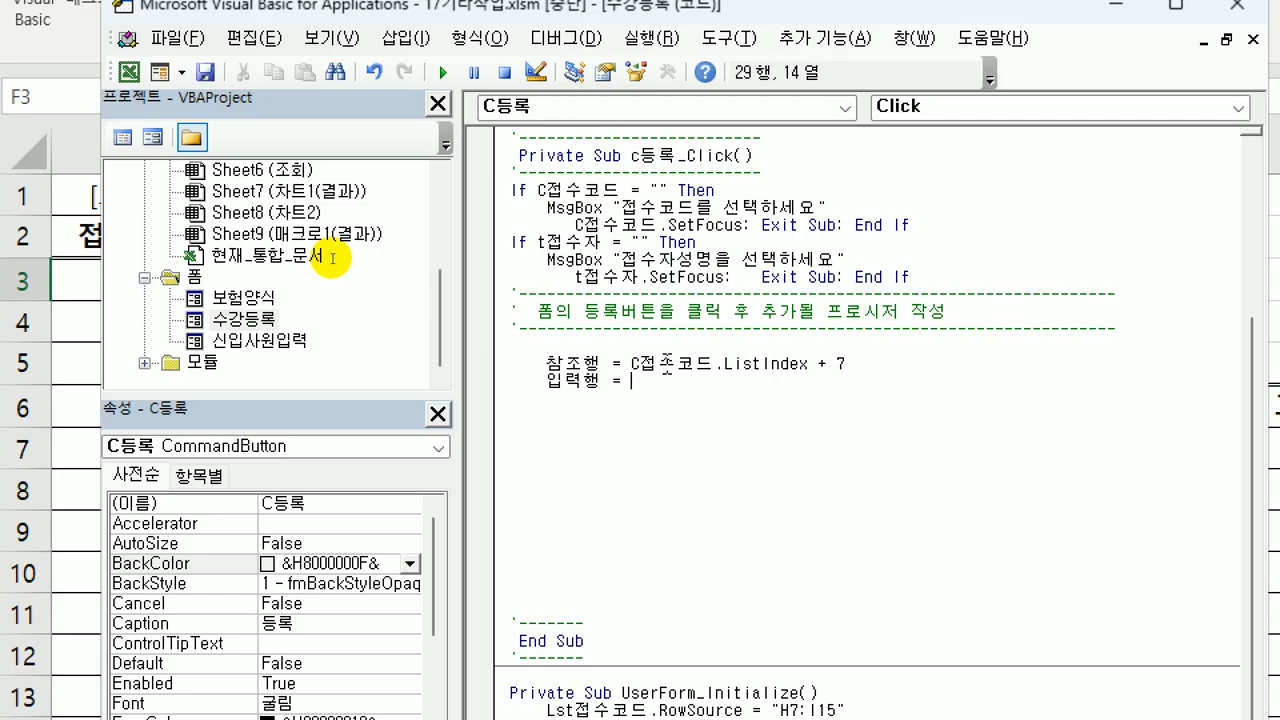 Basic
Microsoft Visual Basic for Applications - 17기타작업.xlsm [중단] - [수강등록 (코드)]
파일(F) 편집(E) 보기(V) 삽입(I) 형식(O) 디버그(D) 실행(R) 도구(T) 추가 기능(A) 창(W) 도움말(H)
29 행, 14 열
F3
프로젝트 - VBAProject
C등록
Click
Sheet6 (조회)
Sheet7 (차트1(결과))
Sheet8 (차트2)
Sheet9 (매크로1(결과))
현재_통합_문서
폼
보험양식
수강등록
신입사원입력
모듈
속성 - C등록
C등록 CommandButton
사전순 항목별
(이름) C등록
Accelerator
AutoSize False
BackColor &H8000000F&
BackStyle 1 - fmBackStyleOpaq
Cancel False
Caption 등록
ControlTipText
Default False
Enabled True
Font 굴림
'--------------------------
Private Sub c등록_Click()
'--------------------------
If C접수코드 = "" Then
MsgBox "접수코드를 선택하세요"
C접수코드.SetFocus: Exit Sub: End If
If t접수자 = "" Then
MsgBox "접수자성명을 선택하세요"
t접수자.SetFocus: Exit Sub: End If
'-----------------------------------------------------------------
' 폼의 등록버튼을 클릭 후 추가될 프로시저 작성
'-----------------------------------------------------------------
참조행 = C접수코드.ListIndex + 7
입력행 =
'-------
End Sub
'-------
Private Sub UserForm_Initialize()
Lst접수코드.RowSource = "H7:I15"
1
2
접
3
4
5
6
7
8
9
10
11
12
13